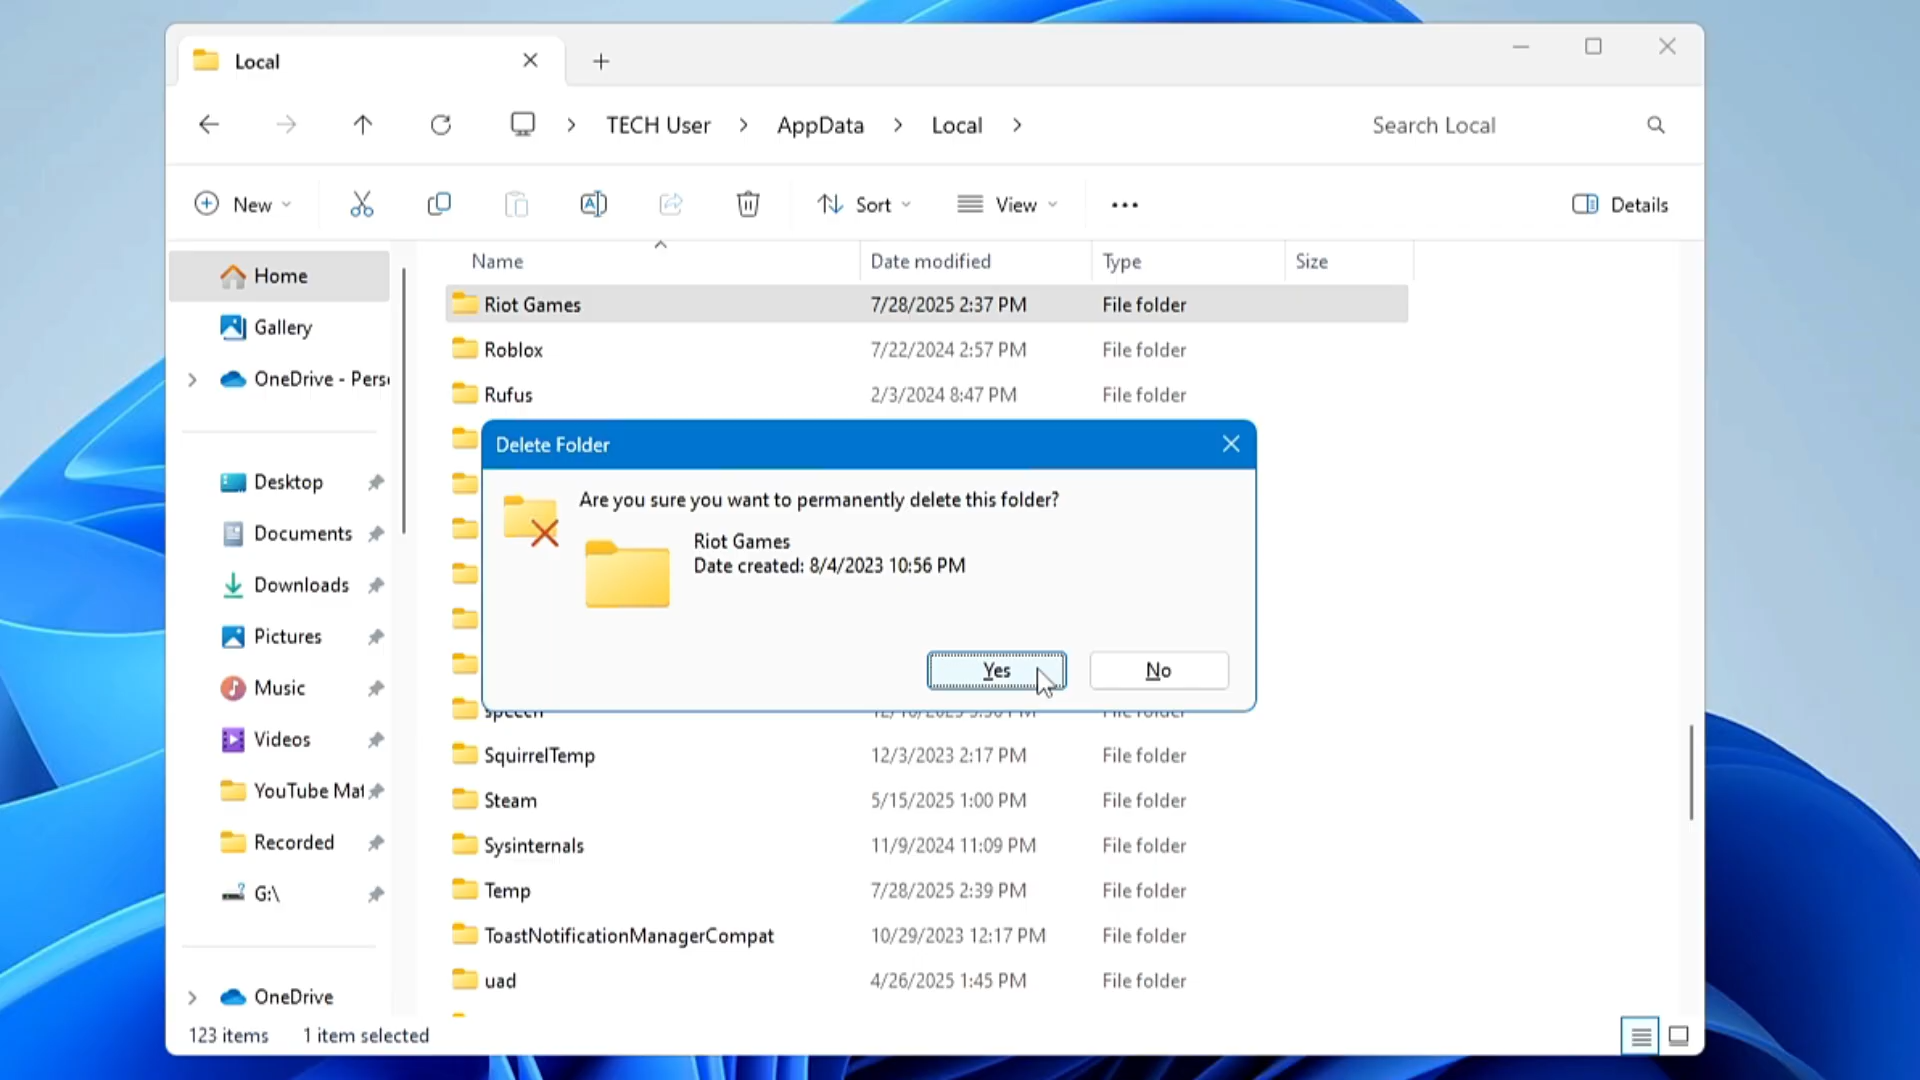 Local
TECH User
AppData
Local
Search Local
New
Sort
View
Details
Name
Date modified
Type
Size
Home
Gallery
OneDrive - Pers
Desktop
Documents
Downloads
Pictures
Music
Videos
YouTube Mat
Recorded
G:\
OneDrive
Riot Games 7/28/2025 2:37 PM File folder
Roblox 7/22/2024 2:57 PM File folder
Rufus 2/3/2024 8:47 PM File folder
Delete Folder
Are you sure you want to permanently delete this folder?
Riot Games
Date created: 8/4/2023 10:56 PM
Yes
No
speech File folder
SquirrelTemp 12/3/2023 2:17 PM File folder
Steam 5/15/2025 1:00 PM File folder
Sysinternals 11/9/2024 11:09 PM File folder
Temp 7/28/2025 2:39 PM File folder
ToastNotificationManagerCompat 10/29/2023 12:17 PM File folder
uad 4/26/2025 1:45 PM File folder
123 items
1 item selected